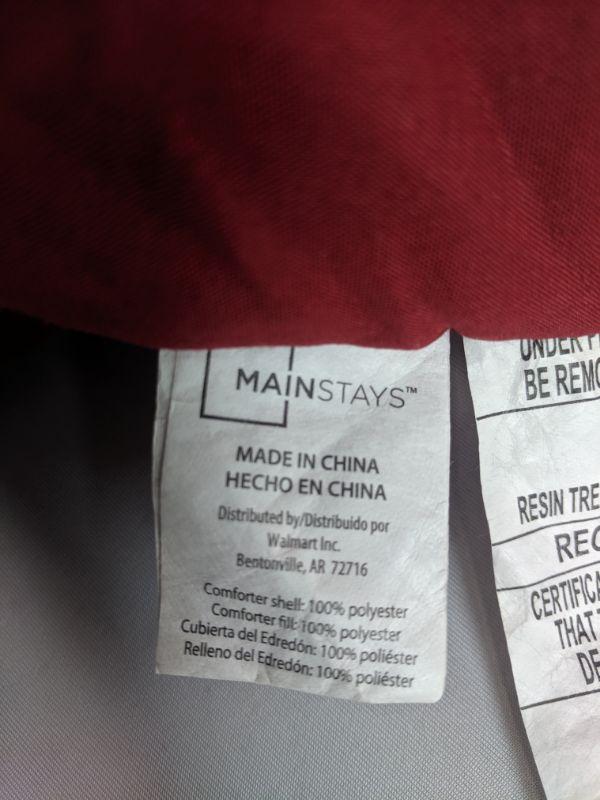 MAINSTAYS™
MADE IN CHINA
HECHO EN CHINA
Distributed by/Distribuido por
Walmart Inc.
Bentonville, AR 72716
Comforter shell: 100% polyester
Comforter fill: 100% polyester
Cubierta del Edredón: 100% poliéster
Relleno del Edredón: 100% poliéster
UNDER
BE REMO
RESIN TRE
REG
CERTIFICA
THAT
DE